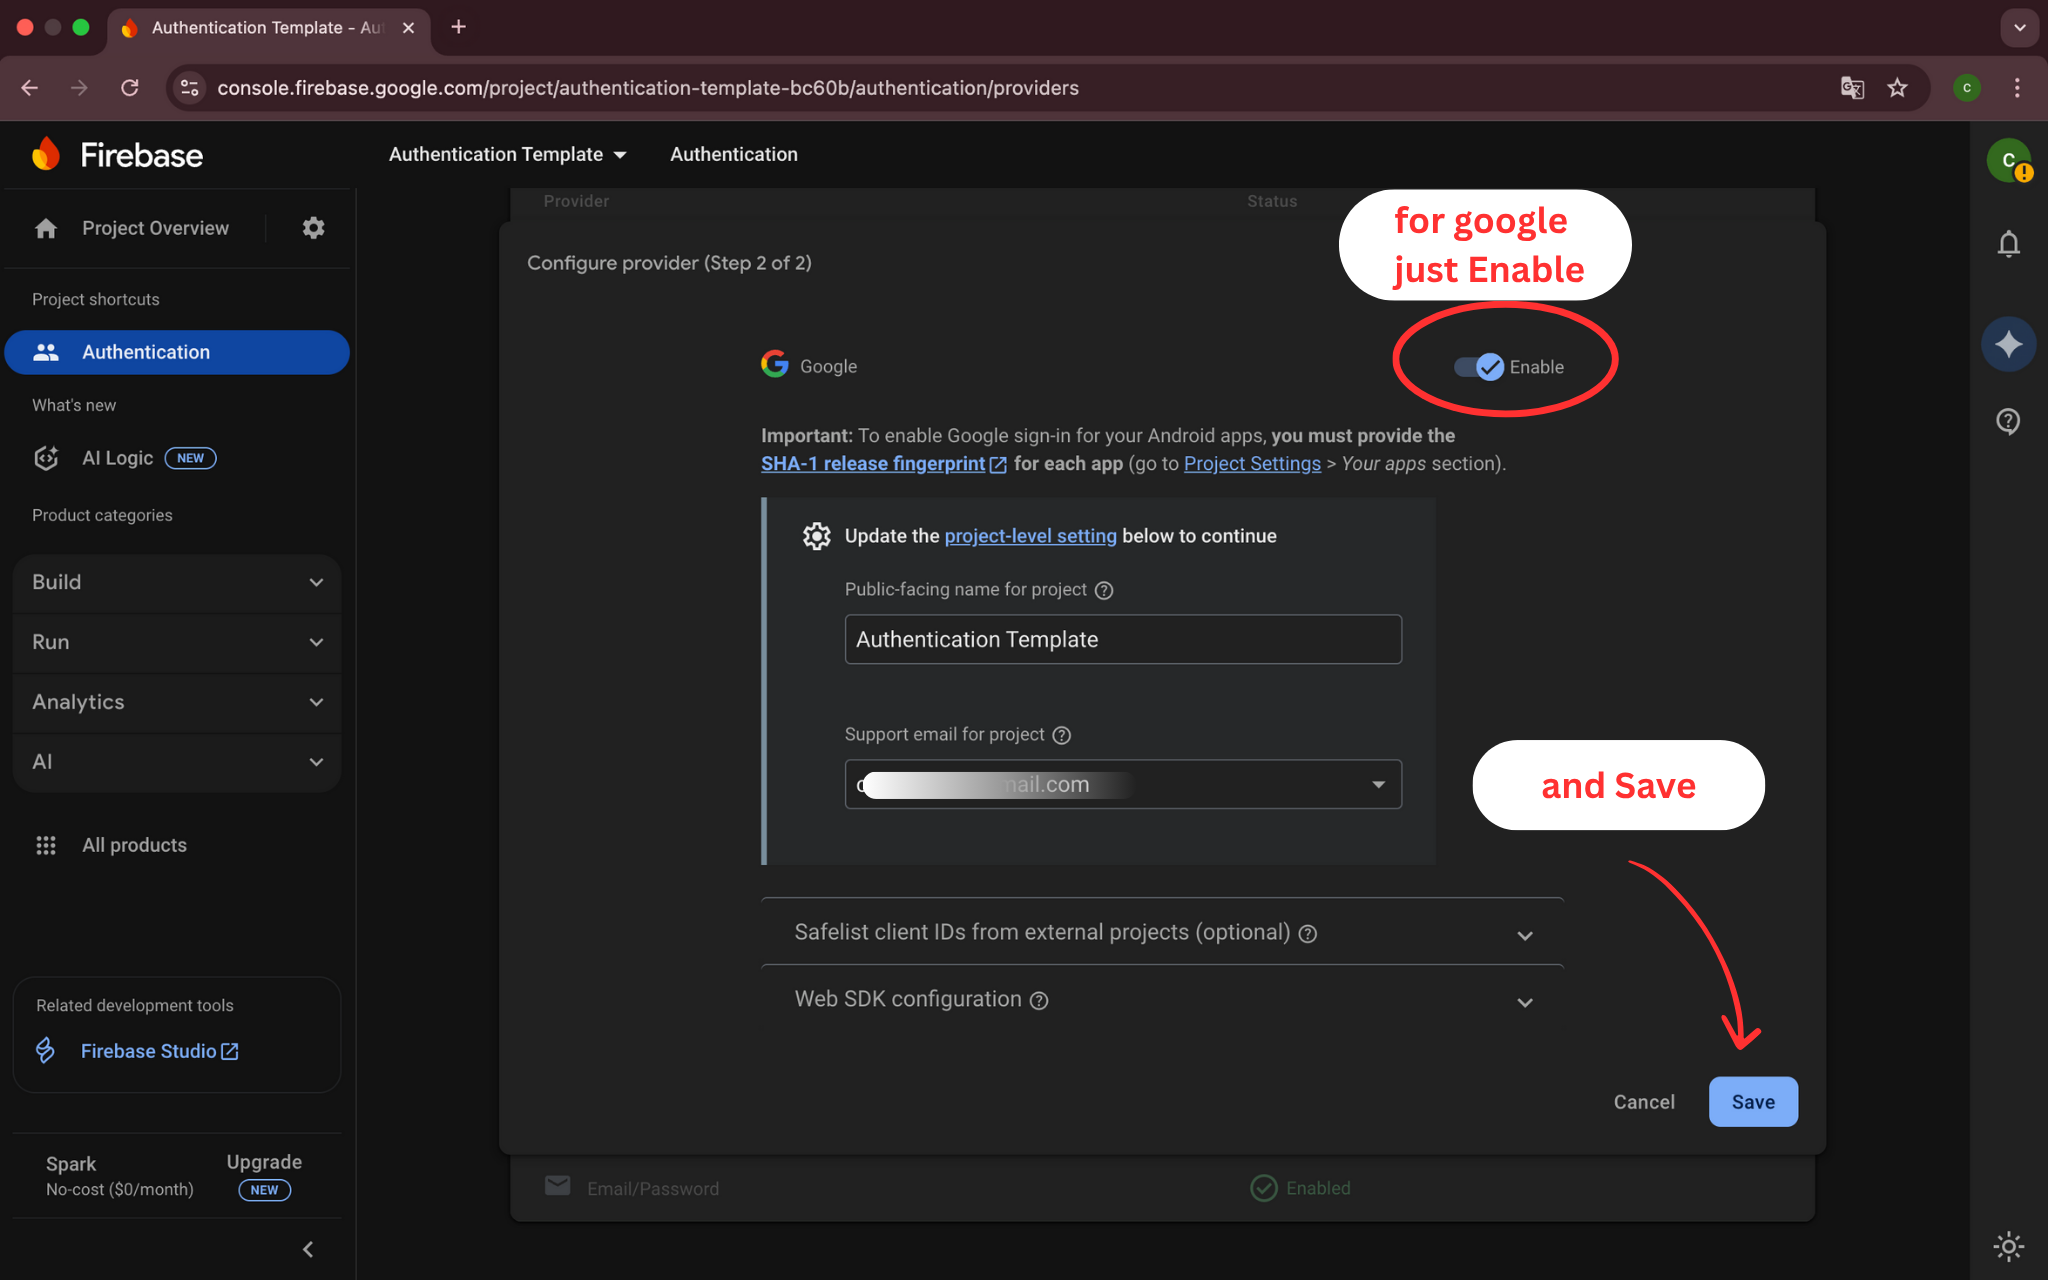 Authentication Template - Au
console.firebase.google.com/project/authentication-template-bc60b/authentication/providers
C
Firebase
Authentication Template
Authentication
C
Project Overview
Project shortcuts
Authentication
What's new
AI Logic NEW
Product categories
Build
Run
Analytics
AI
All products
Related development tools
Firebase Studio
Spark
No-cost ($0/month)
Upgrade
NEW
Provider Status
Configure provider (Step 2 of 2)
for google
just Enable
Google
Enable
Important: To enable Google sign-in for your Android apps, you must provide the
SHA-1 release fingerprint for each app (go to Project Settings > Your apps section).
Update the project-level setting below to continue
Public-facing name for project
Authentication Template
Support email for project
mail.com
and Save
Safelist client IDs from external projects (optional)
Web SDK configuration
Cancel
Save
Email/Password
Enabled